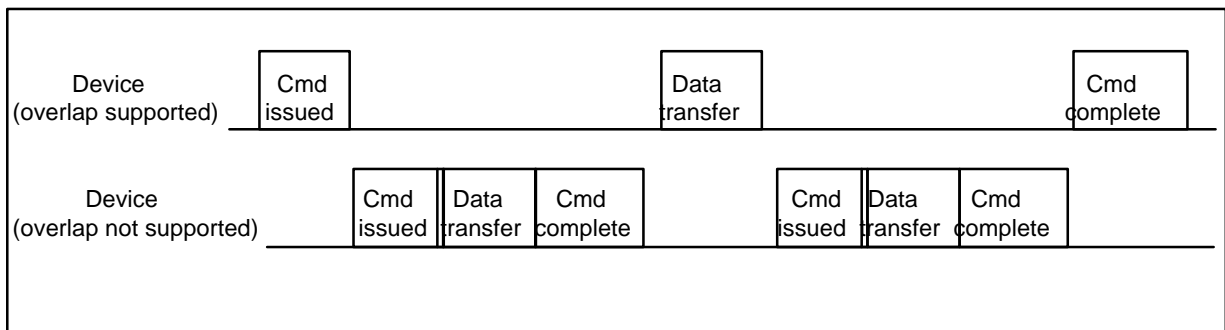 Device
(overlap supported)
Cmd
issued
Data
transfer
Cmd
complete
Device
(overlap not supported)
Cmd
issued
Data
transfer
Cmd
complete
Cmd
issued
Data
transfer
Cmd
complete